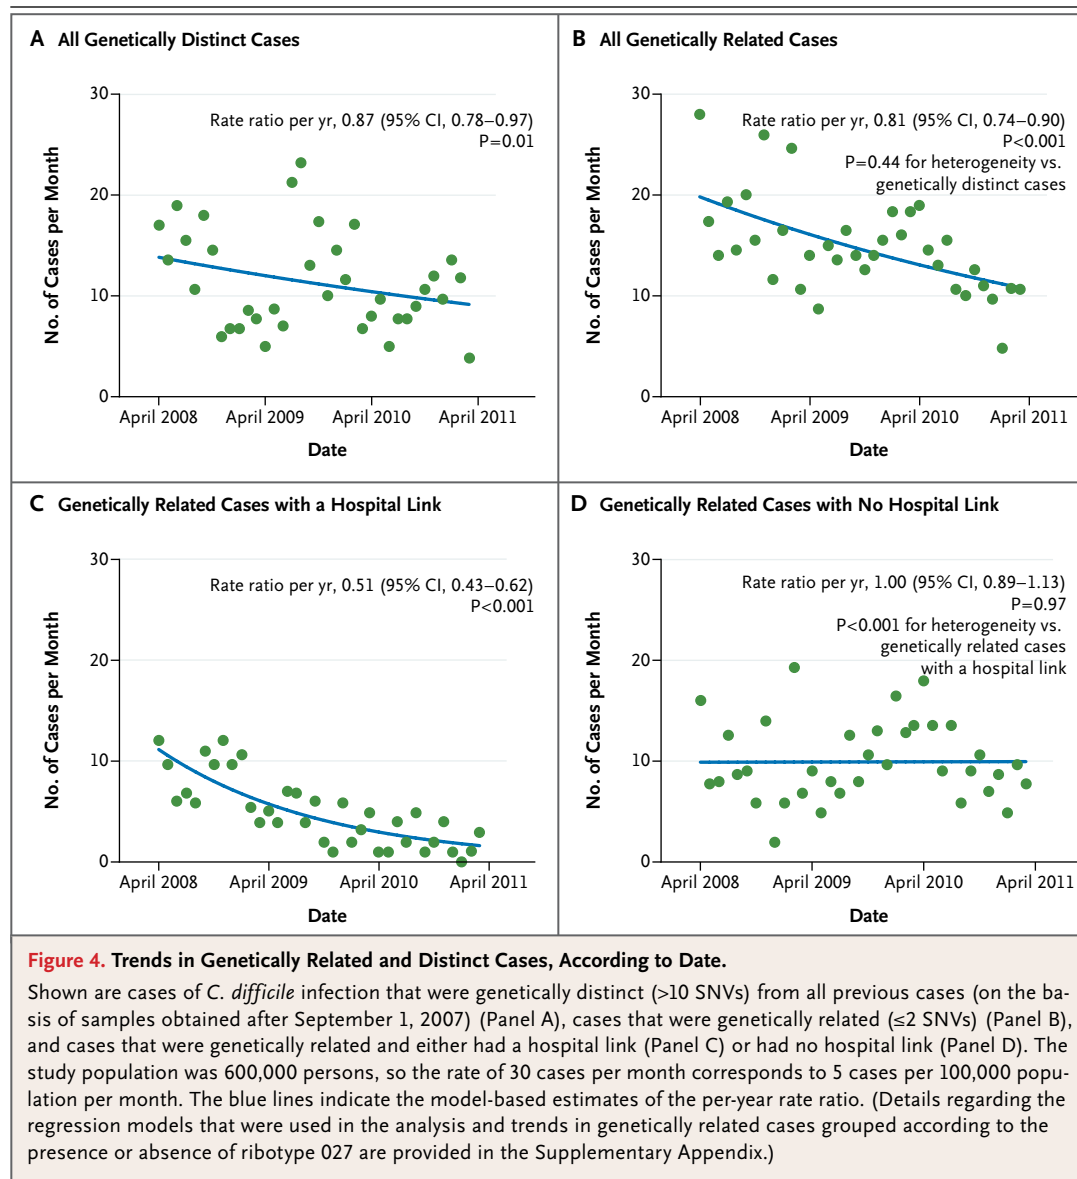 A All Genetically Distinct Cases
30
20
10
0
No. of Cases per Month
Rate ratio per yr, 0.87 (95% CI, 0.78–0.97)
P=0.01
April 2008
April 2009
April 2010
April 2011
Date
B All Genetically Related Cases
30
20
10
0
No. of Cases per Month
Rate ratio per yr, 0.81 (95% CI, 0.74–0.90)
P<0.001
P=0.44 for heterogeneity vs.
genetically distinct cases
April 2008
April 2009
April 2010
April 2011
Date
C Genetically Related Cases with a Hospital Link
30
20
10
0
No. of Cases per Month
Rate ratio per yr, 0.51 (95% CI, 0.43–0.62)
P<0.001
April 2008
April 2009
April 2010
April 2011
Date
D Genetically Related Cases with No Hospital Link
30
20
10
0
No. of Cases per Month
Rate ratio per yr, 1.00 (95% CI, 0.89–1.13)
P=0.97
P<0.001 for heterogeneity vs.
genetically related cases
with a hospital link
April 2008
April 2009
April 2010
April 2011
Date
Figure 4. Trends in Genetically Related and Distinct Cases, According to Date.
Shown are cases of C. difficile infection that were genetically distinct (>10 SNVs) from all previous cases (on the ba-
sis of samples obtained after September 1, 2007) (Panel A), cases that were genetically related (≤2 SNVs) (Panel B),
and cases that were genetically related and either had a hospital link (Panel C) or had no hospital link (Panel D). The
study population was 600,000 persons, so the rate of 30 cases per month corresponds to 5 cases per 100,000 popu-
lation per month. The blue lines indicate the model-based estimates of the per-year rate ratio. (Details regarding the
regression models that were used in the analysis and trends in genetically related cases grouped according to the
presence or absence of ribotype 027 are provided in the Supplementary Appendix.)